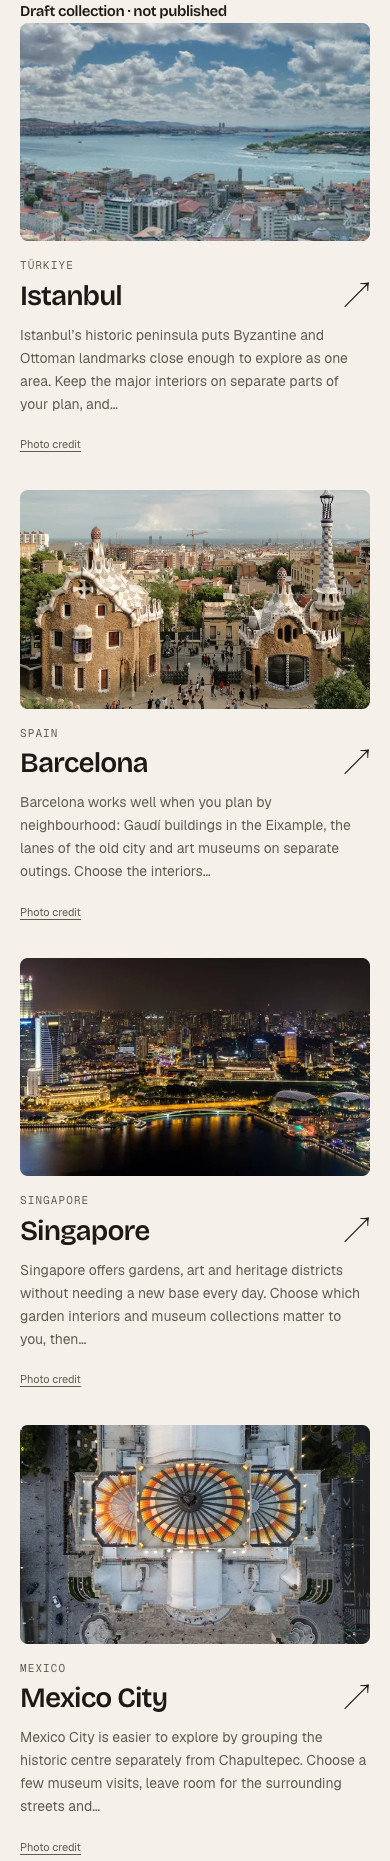 Draft collection · not published
TÜRKIYE
Istanbul
Istanbul's historic peninsula puts Byzantine and
Ottoman landmarks close enough to explore as one
area. Keep the major interiors on separate parts of
your plan, and…
Photo credit
SPAIN
Barcelona
Barcelona works well when you plan by
neighbourhood: Gaudí buildings in the Eixample, the
lanes of the old city and art museums on separate
outings. Choose the interiors…
Photo credit
SINGAPORE
Singapore
Singapore offers gardens, art and heritage districts
without needing a new base every day. Choose which
garden interiors and museum collections matter to
you, then…
Photo credit
MEXICO
Mexico City
Mexico City is easier to explore by grouping the
historic centre separately from Chapultepec. Choose a
few museum visits, leave room for the surrounding
streets and…
Photo credit